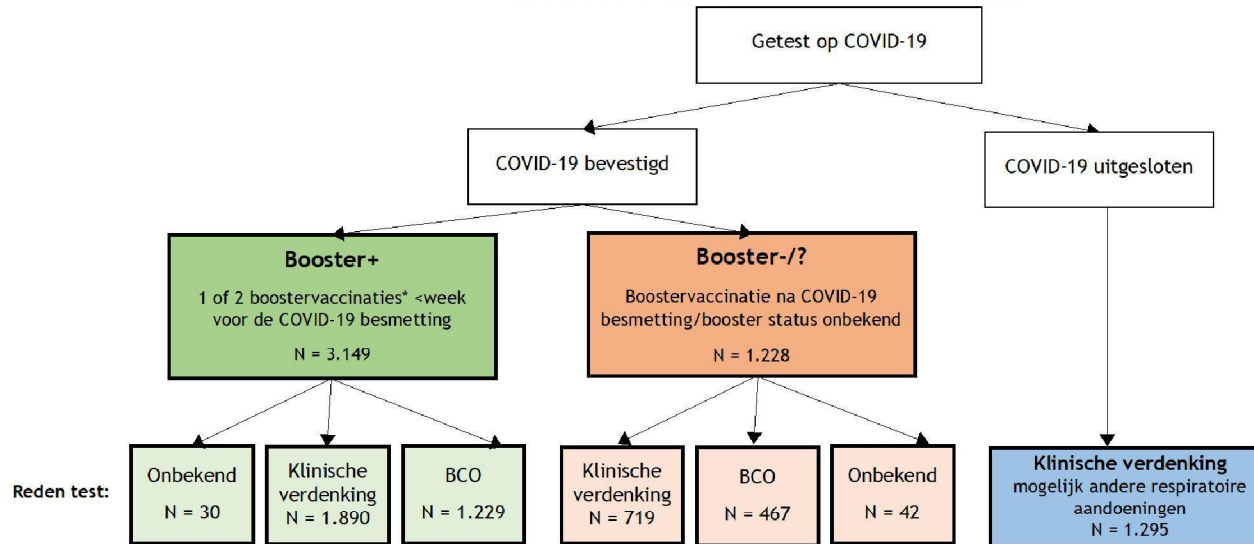 Getest op COVID-19
COVID-19 bevestigd
COVID-19 uitgesloten
Booster+
1 of 2 boostervaccinaties* <week
voor de COVID-19 besmetting
N = 3.149
Booster-/?
Boostervaccinatie na COVID-19
besmetting/booster status onbekend
N = 1.228
Reden test:
Onbekend
N = 30
Klinische
verdenking
N = 1.890
BCO
N = 1.229
Klinische
verdenking
N = 719
BCO
N = 467
Onbekend
N = 42
Klinische verdenking
mogelijk andere respiratoire
aandoeningen
N = 1.295